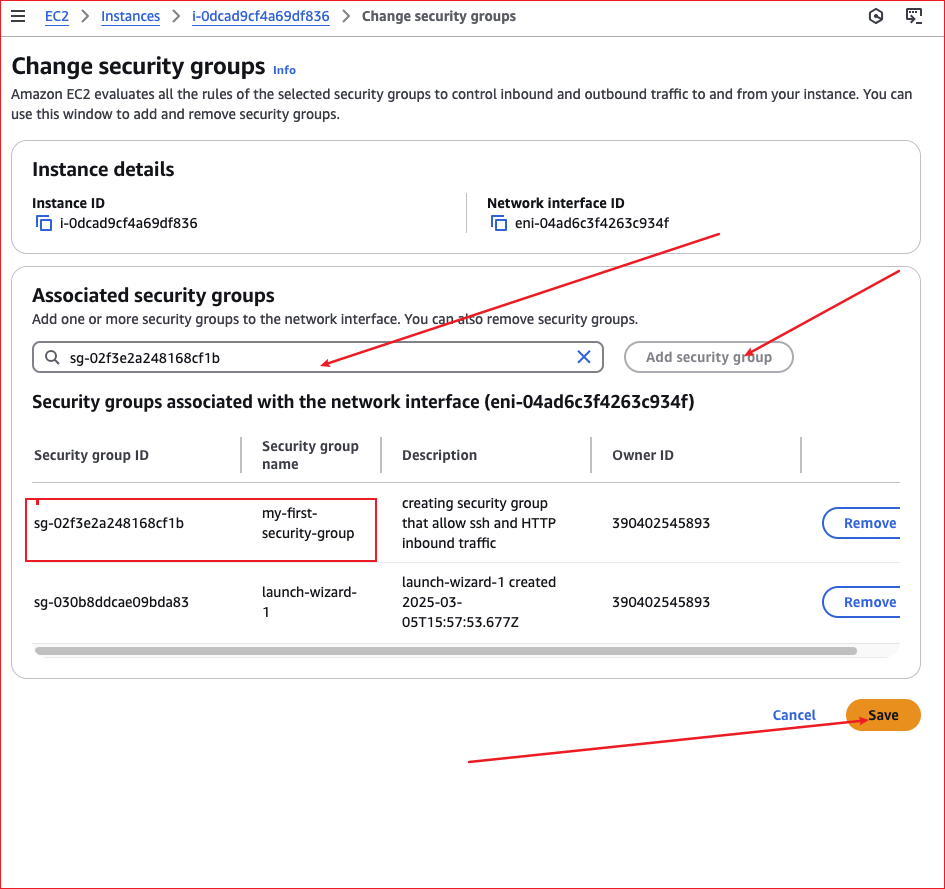 EC2 > Instances > i-0dcad9cf4a69df836 > Change security groups
Change security groups Info
Amazon EC2 evaluates all the rules of the selected security groups to control inbound and outbound traffic to and from your instance. You can
use this window to add and remove security groups.
Instance details
Instance ID
i-0dcad9cf4a69df836
Network interface ID
eni-04ad6c3f4263c934f
Associated security groups
Add one or more security groups to the network interface. You can also remove security groups.
sg-02f3e2a248168cf1b
Add security group
Security groups associated with the network interface (eni-04ad6c3f4263c934f)
Security group ID
Security group
name
Description
Owner ID
sg-02f3e2a248168cf1b
my-first-
security-group
creating security group
that allow ssh and HTTP
inbound traffic
390402545893
Remove
sg-030b8ddcae09bda83
launch-wizard-
1
launch-wizard-1 created
2025-03-
05T15:57:53.677Z
390402545893
Remove
Cancel
Save